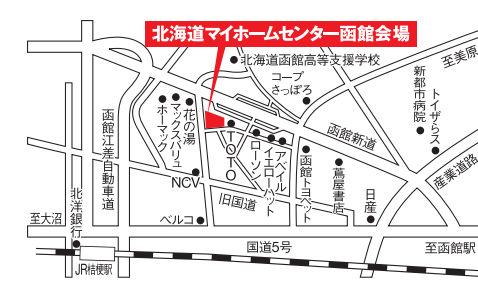 北海道マイホームセンター函館会場
北海道函館高等支援学校
コープ
さっぽろ
至美原
新都市病院
トイザらス
函館新道
産業道路
花の湯
マックスバリュ
ホーマック
函館江差自動車道
TOTO
ローソン
イエローハット
アベイル
函館トヨペット
蔦屋書店
日産
NCV
旧国道
ベルコ
至大沼
北洋銀行
国道5号
至函館駅
JR桔梗駅